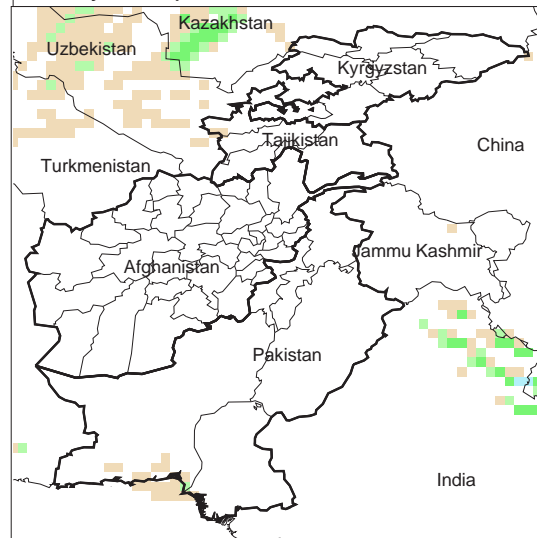 Kazakhstan
Uzbekistan
Kyrgyzstan
Tajikistan
China
Turkmenistan
Jammu Kashmir
Afghanistan
Pakistan
India